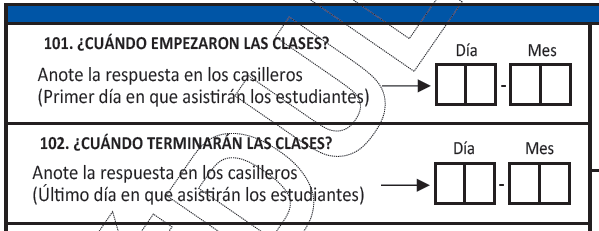 101. ¿CUÁNDO EMPEZARON LAS CLASES?
Día Mes
Anote la respuesta en los casilleros
(Primer día en que asistirán los estudiantes)
-
102. ¿CUÁNDO TERMINARÁN LAS CLASES?
Día Mes
Anote la respuesta en los casilleros
(Último día en que asistirán los estudiantes)
-